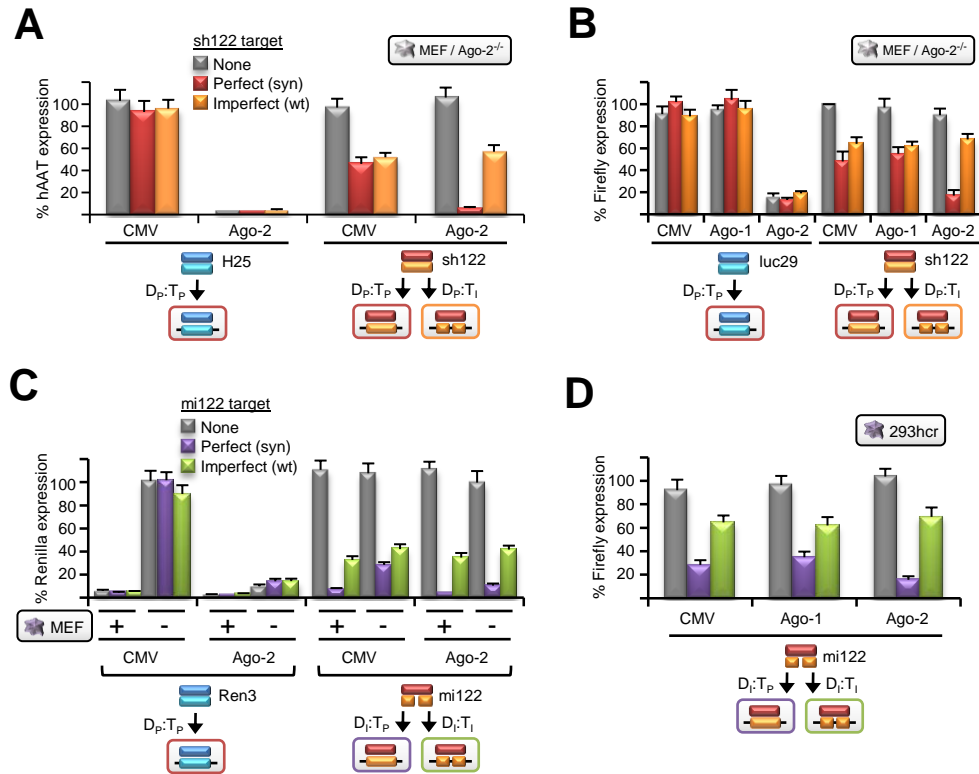 A
sh122 target
None
Perfect (syn)
Imperfect (wt)
MEF / Ago-2-/-
% hAAT expression
100
80
60
40
20
CMV
Ago-2
CMV
Ago-2
H25
sh122
DP:TP
DP:TP
DP:TI
B
MEF / Ago-2-/-
% Firefly expression
100
80
60
40
20
CMV
Ago-1
Ago-2
CMV
Ago-1
Ago-2
luc29
sh122
DP:TP
DP:TP
DP:TI
C
mi122 target
None
Perfect (syn)
Imperfect (wt)
% Renilla expression
100
80
60
40
20
MEF
+
-
+
-
+
-
+
-
CMV
Ago-2
CMV
Ago-2
Ren3
mi122
DP:TP
DI:TP
DI:TI
D
293hcr
% Firefly expression
100
80
60
40
20
CMV
Ago-1
Ago-2
mi122
DI:TP
DI:TI